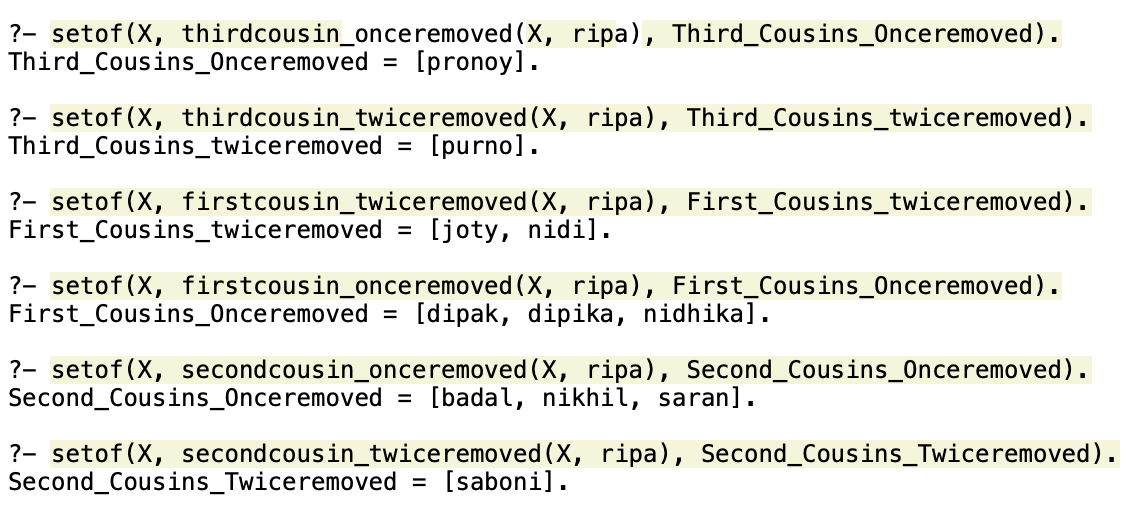 ?- setof(X, thirdcousin_onceremoved(X, ripa), Third_Cousins_Onceremoved).
Third_Cousins_Onceremoved = [pronoy].
?- setof(X, thirdcousin_twiceremoved(X, ripa), Third_Cousins_twiceremoved).
Third_Cousins_twiceremoved = [purno].
?- setof(X, firstcousin_twiceremoved(X, ripa), First_Cousins_twiceremoved).
First_Cousins_twiceremoved = [joty, nidi].
?- setof(X, firstcousin_onceremoved(X, ripa), First_Cousins_Onceremoved).
First_Cousins_Onceremoved = [dipak, dipika, nidhika].
?- setof(X, secondcousin_onceremoved(X, ripa), Second_Cousins_Onceremoved).
Second_Cousins_Onceremoved = [badal, nikhil, saran].
?- setof(X, secondcousin_twiceremoved(X, ripa), Second_Cousins_Twiceremoved).
Second_Cousins_Twiceremoved = [saboni].